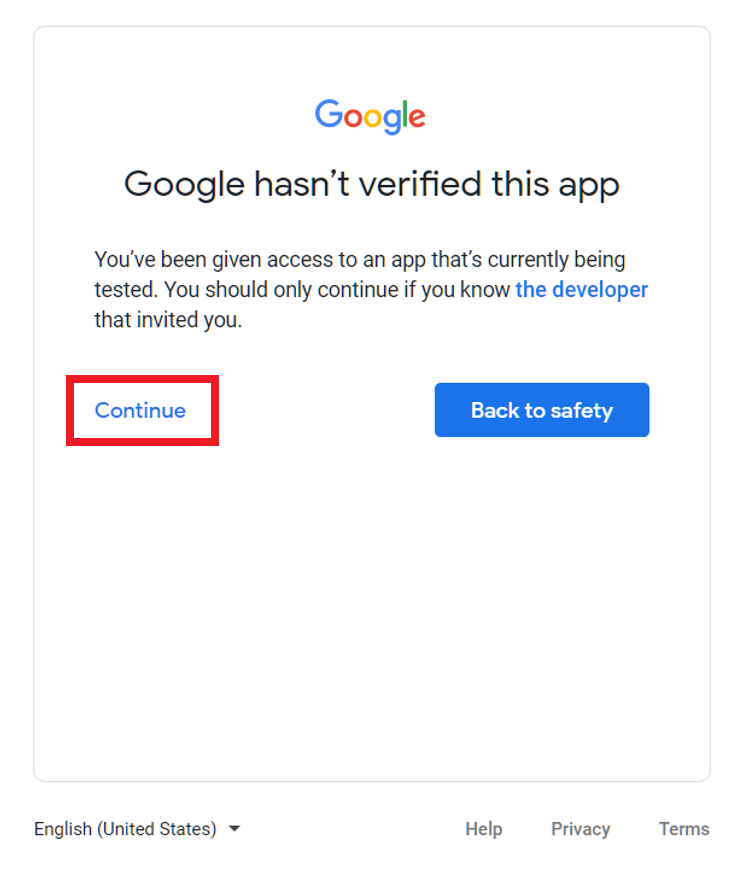 Google
Google hasn’t verified this app
You’ve been given access to an app that’s currently being
tested. You should only continue if you know the developer
that invited you.
Continue
Back to safety
English (United States)
Help
Privacy
Terms